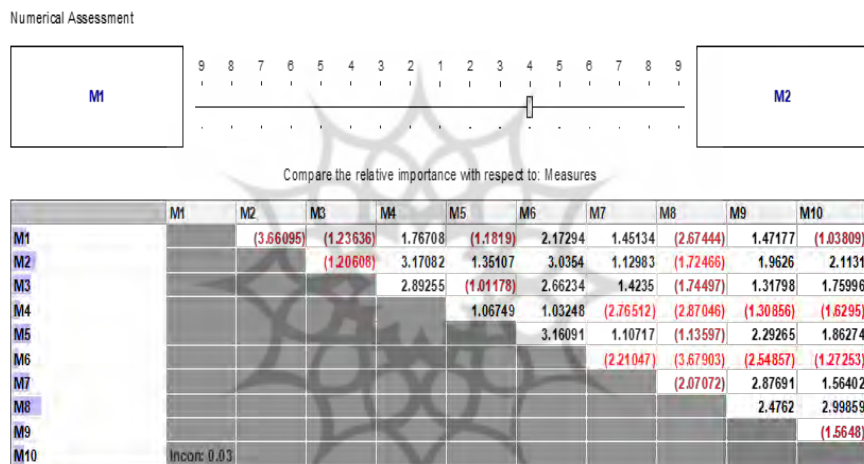 Numerical Assessment
M1
9 8 7 6 5 4 3 2 1 2 3 4 5 6 7 8 9
M2
Compare the relative importance with respect to: Measures
M1 M2 M3 M4 M5 M6 M7 M8 M9 M10
M1 (3.66095) (1.23636) 1.76708 (1.1819) 2.17294 1.45134 (2.67444) 1.47177 (1.03809)
M2 (1.20608) 3.17082 1.35107 3.0354 1.12983 (1.72466) 1.9626 2.1131
M3 2.89255 (1.01178) 2.66234 1.4235 (1.74497) 1.31798 1.75996
M4 1.06749 1.03248 (2.76512) (2.87046) (1.30856) (1.6295)
M5 3.16091 1.10717 (1.13597) 2.29265 1.86274
M6 (2.21047) (3.67903) (2.54857) (1.27253)
M7 (2.07072) 2.87691 1.56402
M8 2.4762 2.99859
M9 (1.5648)
M10 Incon: 0.03